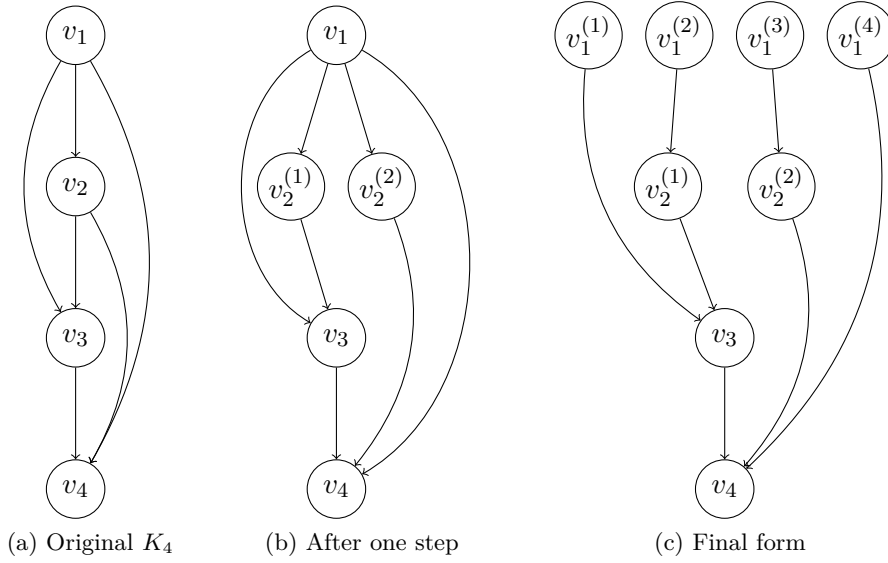 v₁ v₁ v₁⁽¹⁾ v₁⁽²⁾ v₁⁽³⁾ v₁⁽⁴⁾
v₂ v₂⁽¹⁾ v₂⁽²⁾ v₂⁽¹⁾ v₂⁽²⁾
v₃ v₃ v₃
v₄ v₄ v₄
(a) Original K₄ (b) After one step (c) Final form